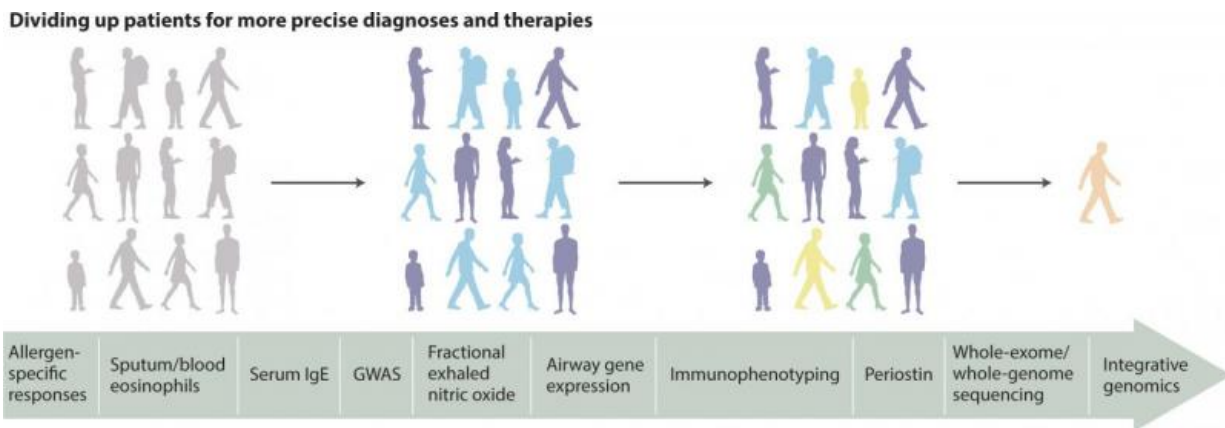 Dividing up patients for more precise diagnoses and therapies
Allergen-
specific
responses
Sputum/blood
eosinophils
Serum IgE
GWAS
Fractional
exhaled
nitric oxide
Airway gene
expression
Immunophenotyping
Periostin
Whole-exome/
whole-genome
sequencing
Integrative
genomics